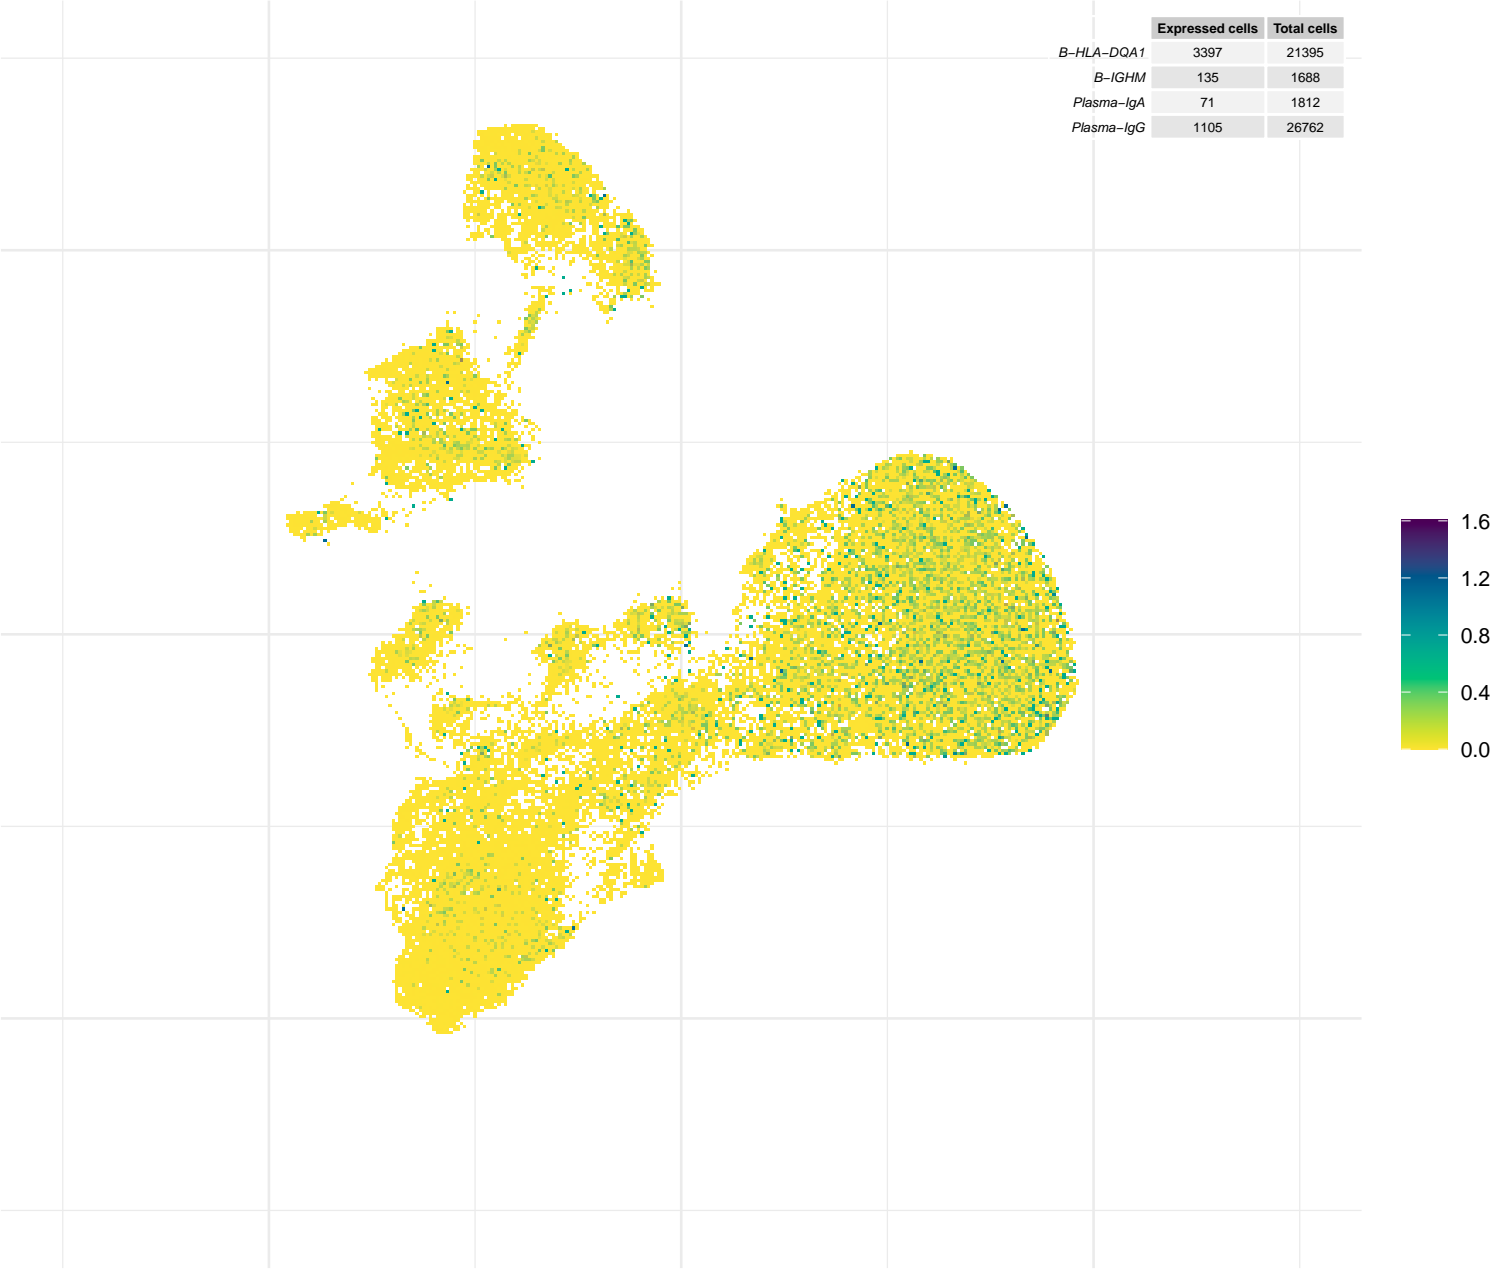 Expressed cells Total cells
B−HLA−DQA1 3397 21395
B−IGHM 135 1688
Plasma−IgA 71 1812
Plasma−IgG 1105 26762
1.6
1.2
0.8
0.4
0.0